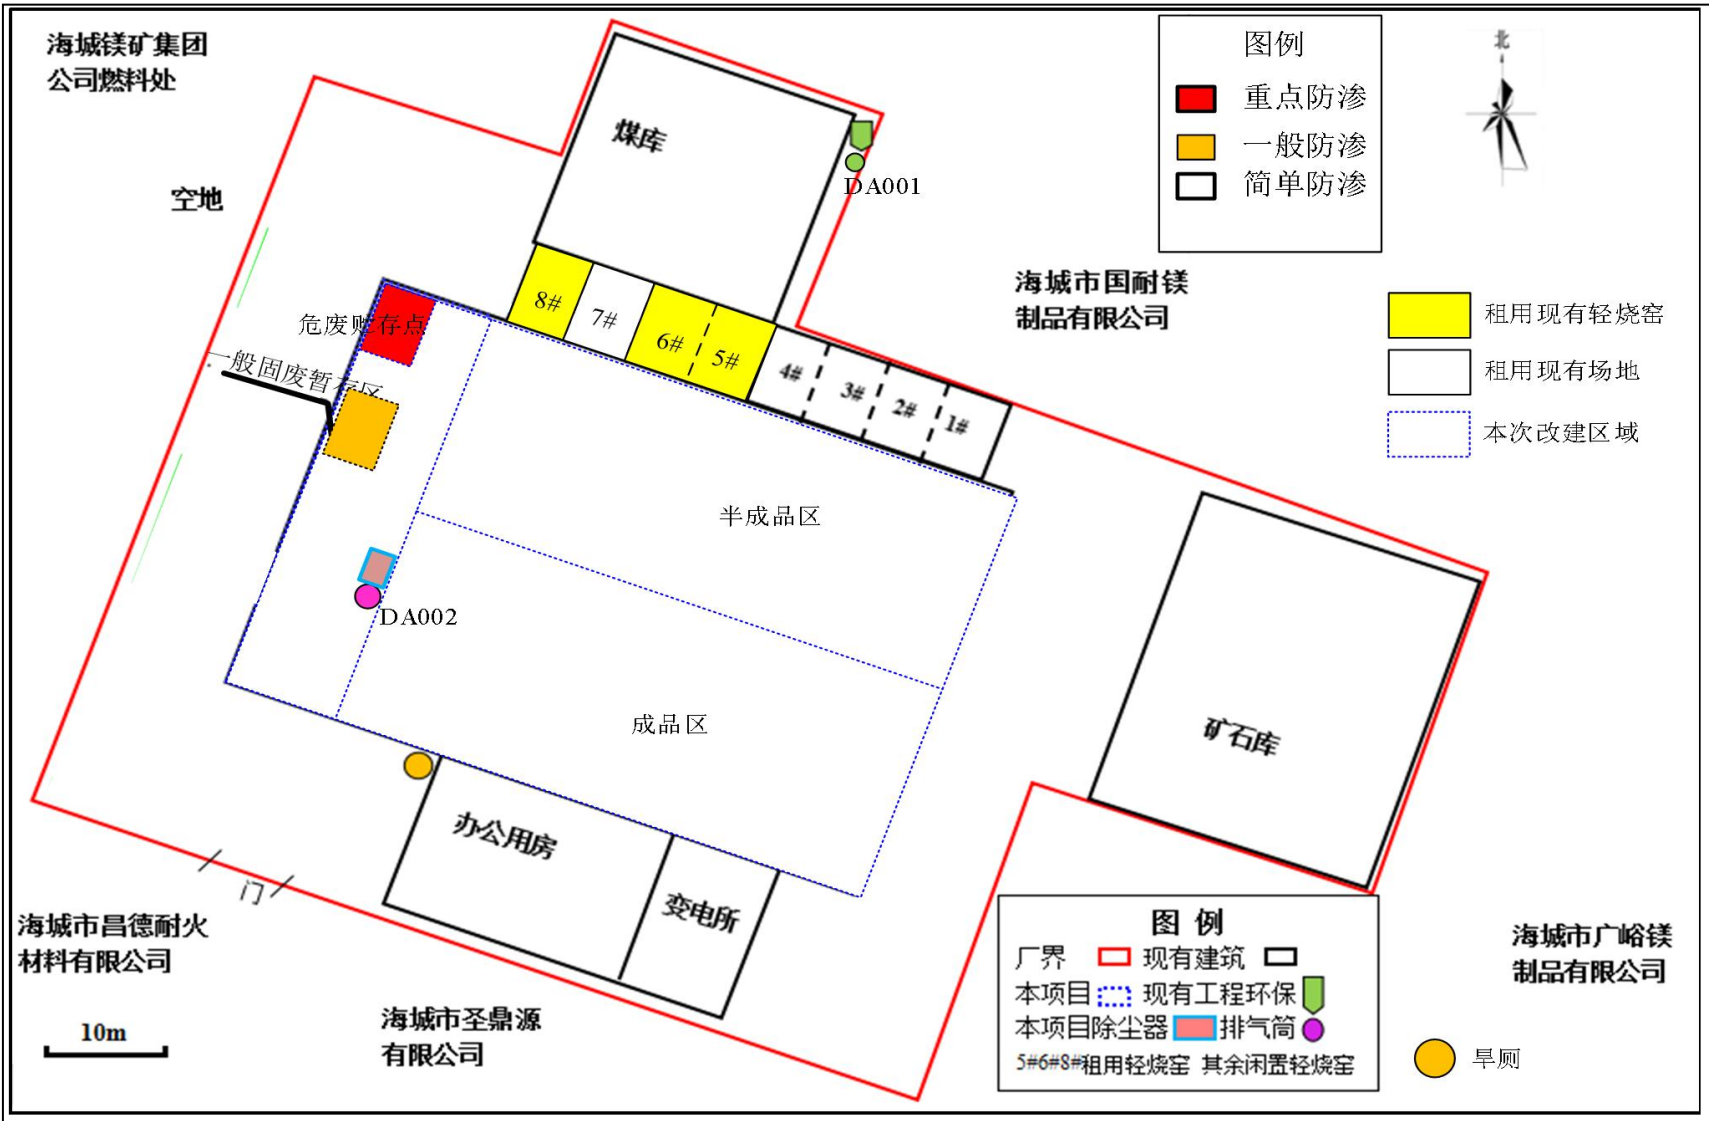 海城镁矿集团
公司燃料处
空地
煤库
DA001
图例
重点防渗
一般防渗
简单防渗
北
海城市国耐镁
制品有限公司
租用现有轻烧窑
租用现有场地
本次改建区域
危废贮存点
一般固废暂存区
8#
7#
6#
5#
4#
3#
2#
1#
半成品区
DA002
成品区
矿石库
办公用房
变电所
门
海城市昌德耐火
材料有限公司
10m
海城市圣鼎源
有限公司
图 例
厂界 现有建筑
本项目 现有工程环保
本项目除尘器 排气筒
5#6#8#租用轻烧窑 其余闲置轻烧窑
海城市广峪镁
制品有限公司
旱厕